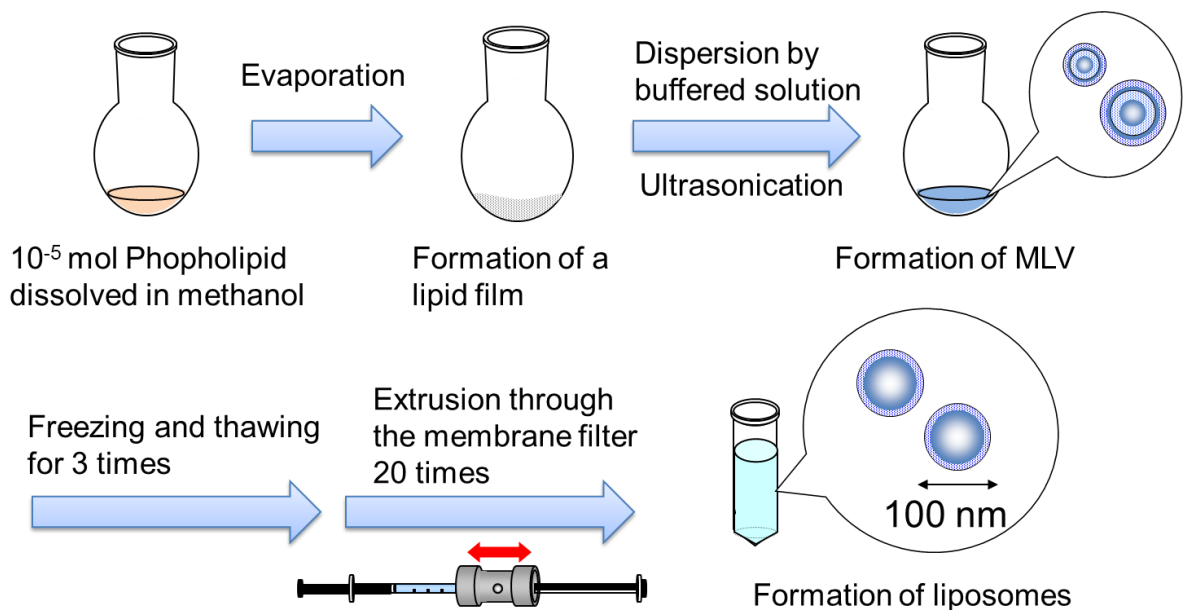 Evaporation
Dispersion by
buffered solution
Ultrasonication
10⁻⁵ mol Phopholipid
dissolved in methanol
Formation of a
lipid film
Formation of MLV
Freezing and thawing
for 3 times
Extrusion through
the membrane filter
20 times
100 nm
Formation of liposomes